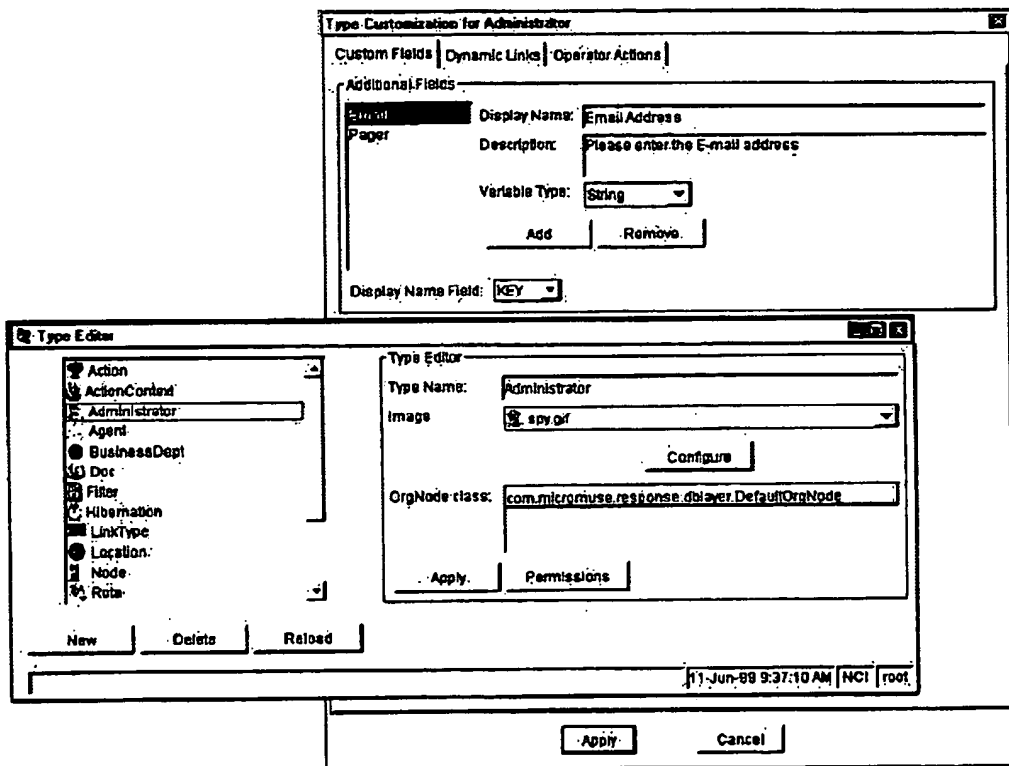 Type Customization for Administrator
Custom Fields Dynamic Links Operator Actions
Additional Fields
Email
Pager
Display Name: Email Address
Description: Please enter the E-mail address
Variable Type: String
Add Remove
Display Name Field: KEY
Type Editor
Action
ActionContext
Administrator
Agent
BusinessDept
Doc
Filter
Hibernation
LinkType
Location
Node
Rota
Type Editor
Type Name: Administrator
Image spy.gif
Configure
OrgNode class: com.micromuse.response.dblayer.DefaultOrgNode
Apply Permissions
New Delete Reload
11-Jun-99 9:37:10 AM NCI root
Apply Cancel